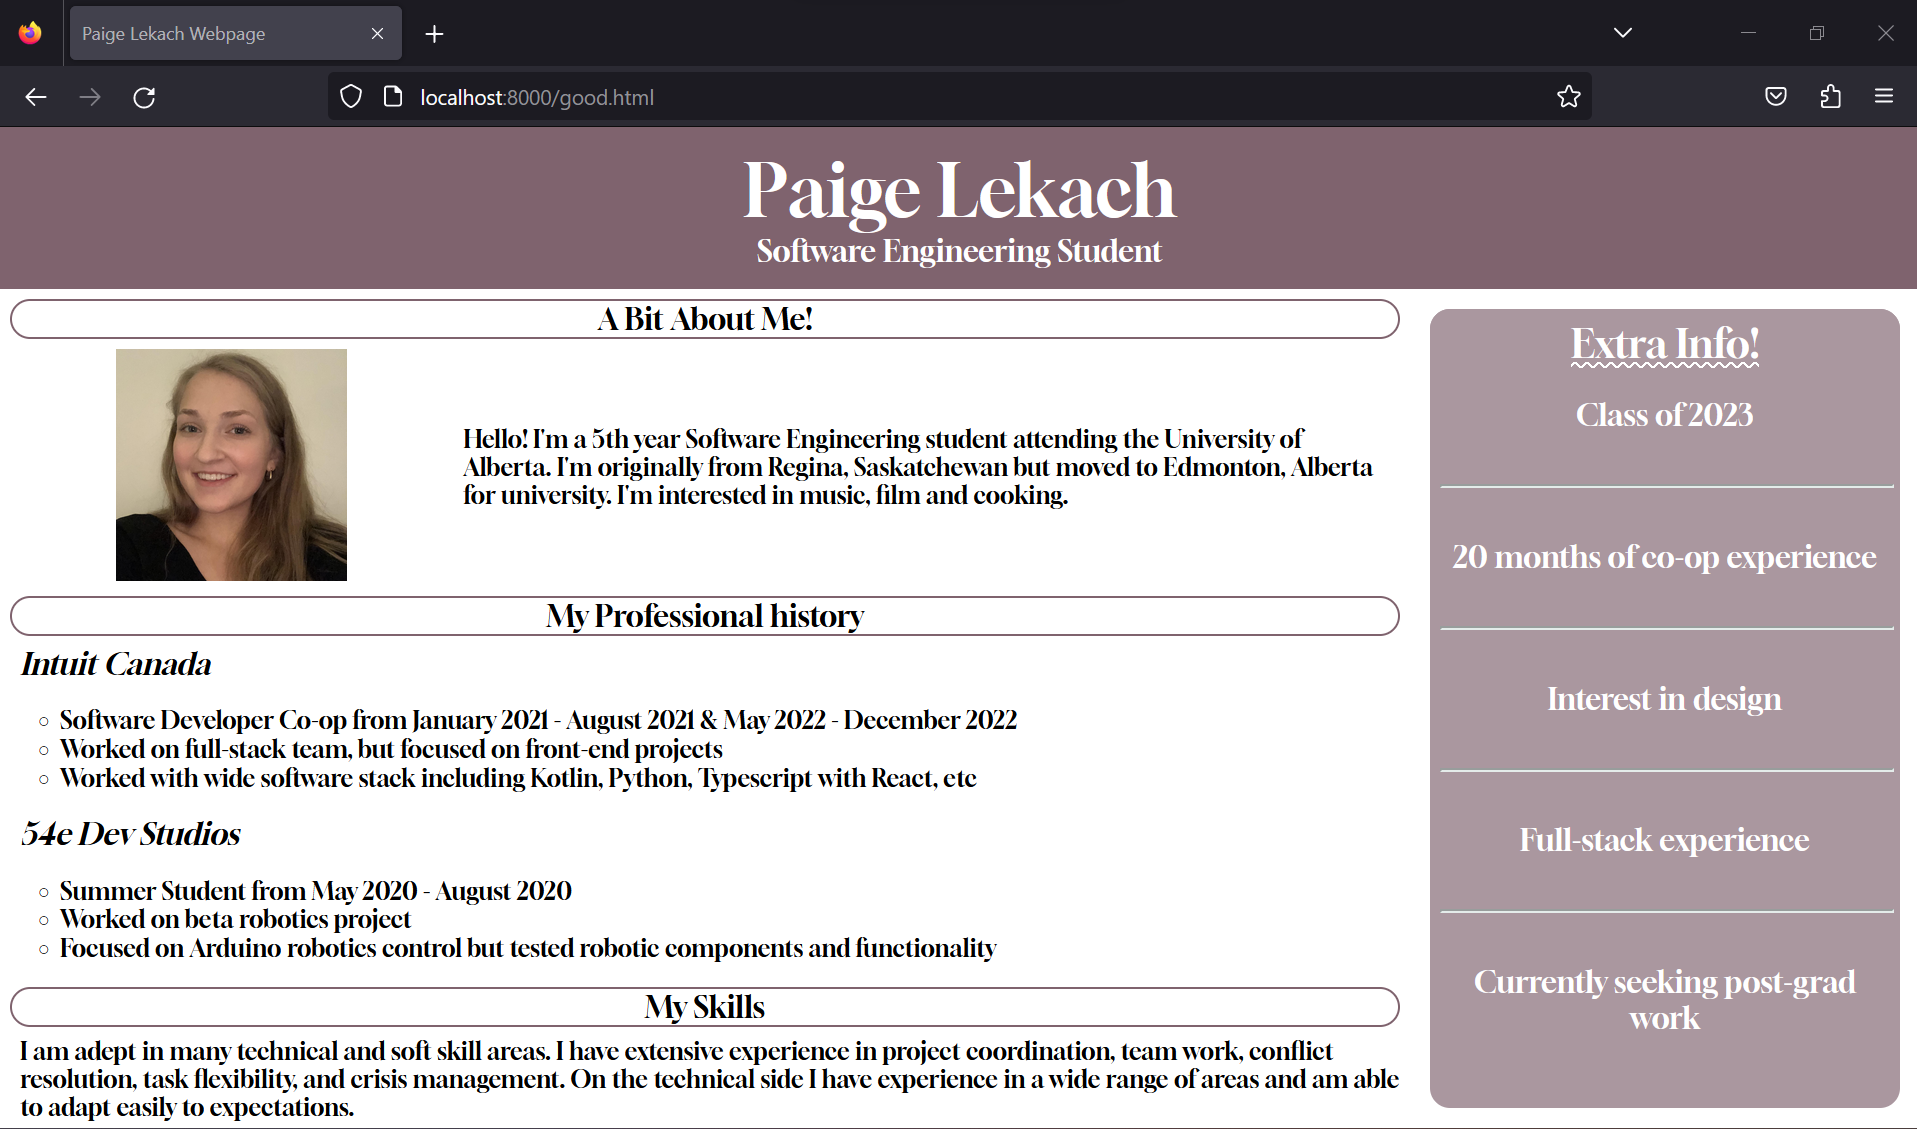 Paige Lekach Webpage
localhost:8000/good.html
Paige Lekach
Software Engineering Student
A Bit About Me!
Hello! I'm a 5th year Software Engineering student attending the University of
Alberta. I'm originally from Regina, Saskatchewan but moved to Edmonton, Alberta
for university. I'm interested in music, film and cooking.
My Professional history
Intuit Canada
Software Developer Co-op from January 2021 - August 2021 & May 2022 - December 2022
Worked on full-stack team, but focused on front-end projects
Worked with wide software stack including Kotlin, Python, Typescript with React, etc
54e Dev Studios
Summer Student from May 2020 - August 2020
Worked on beta robotics project
Focused on Arduino robotics control but tested robotic components and functionality
My Skills
I am adept in many technical and soft skill areas. I have extensive experience in project coordination, team work, conflict
resolution, task flexibility, and crisis management. On the technical side I have experience in a wide range of areas and am able
to adapt easily to expectations.
Extra Info!
Class of 2023
20 months of co-op experience
Interest in design
Full-stack experience
Currently seeking post-grad
work